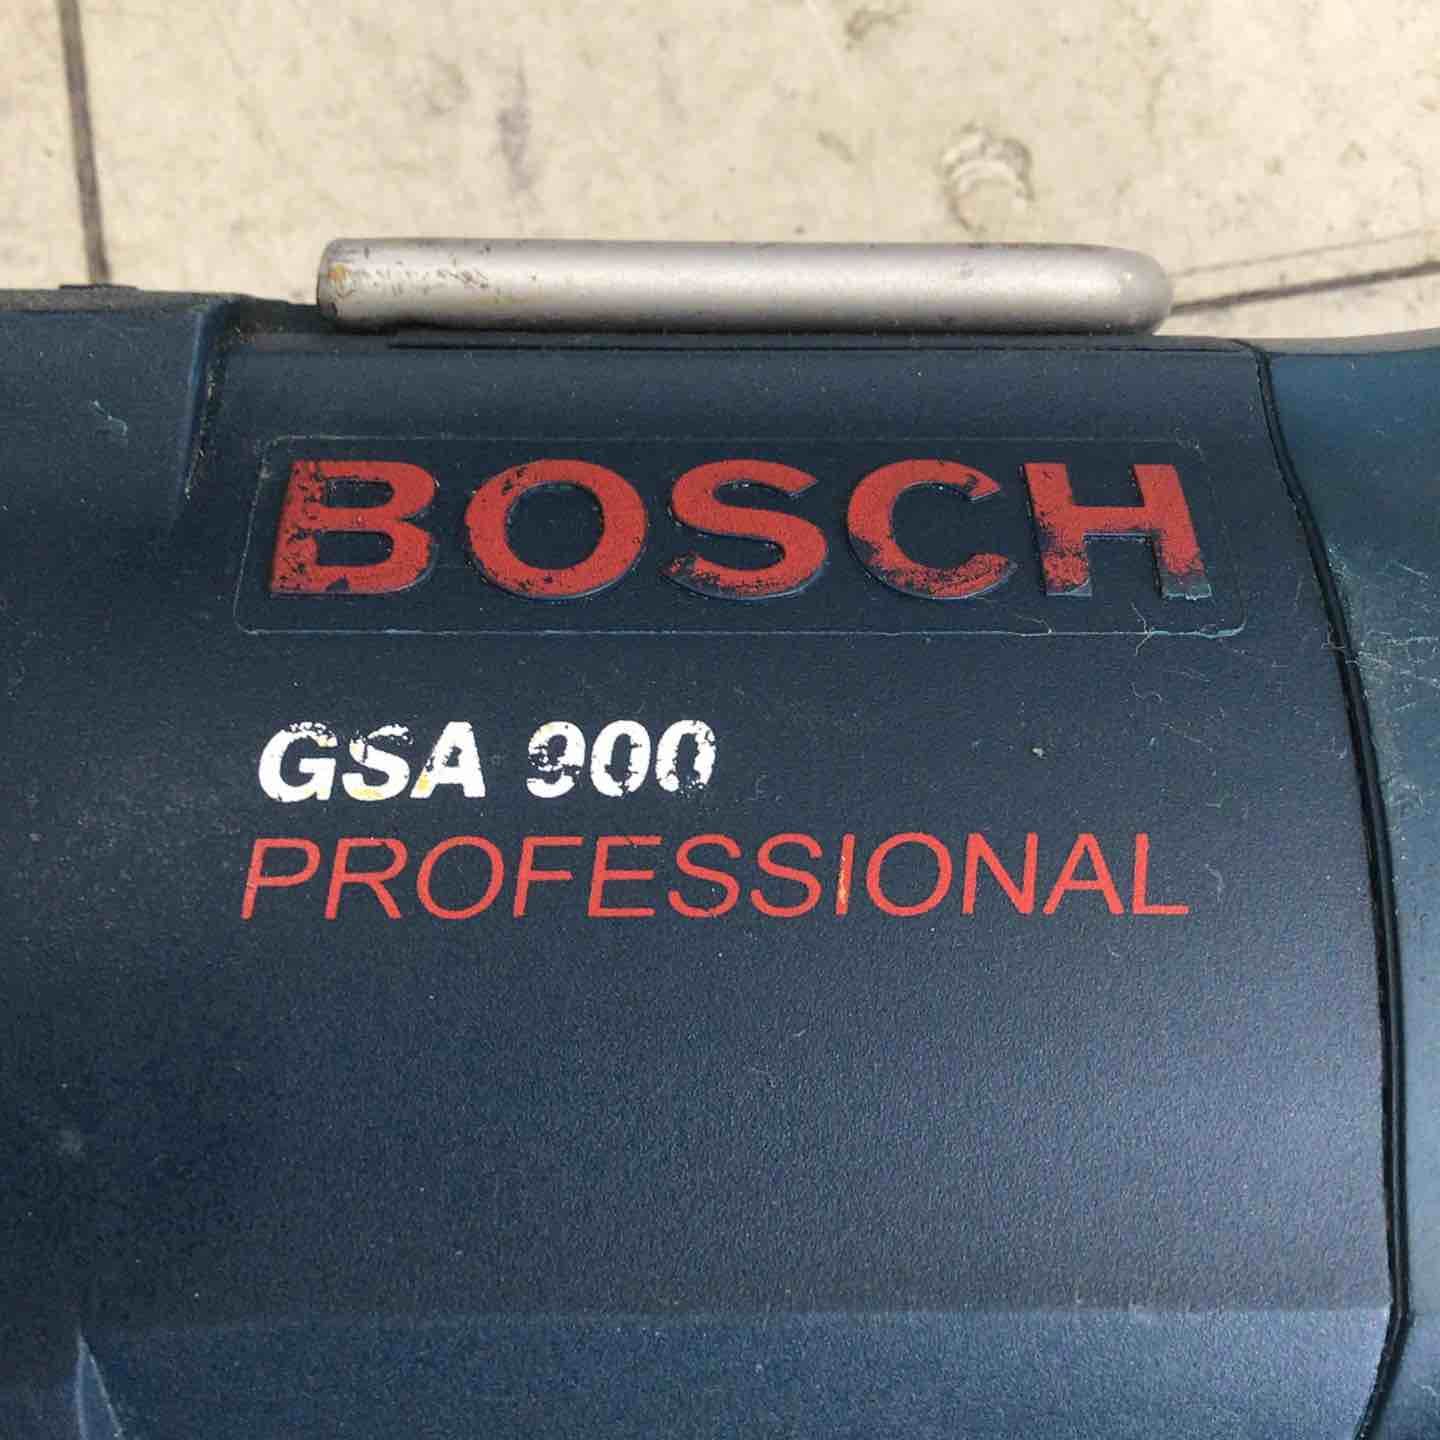 BOSCH
GSA 900
PROFESSIONAL